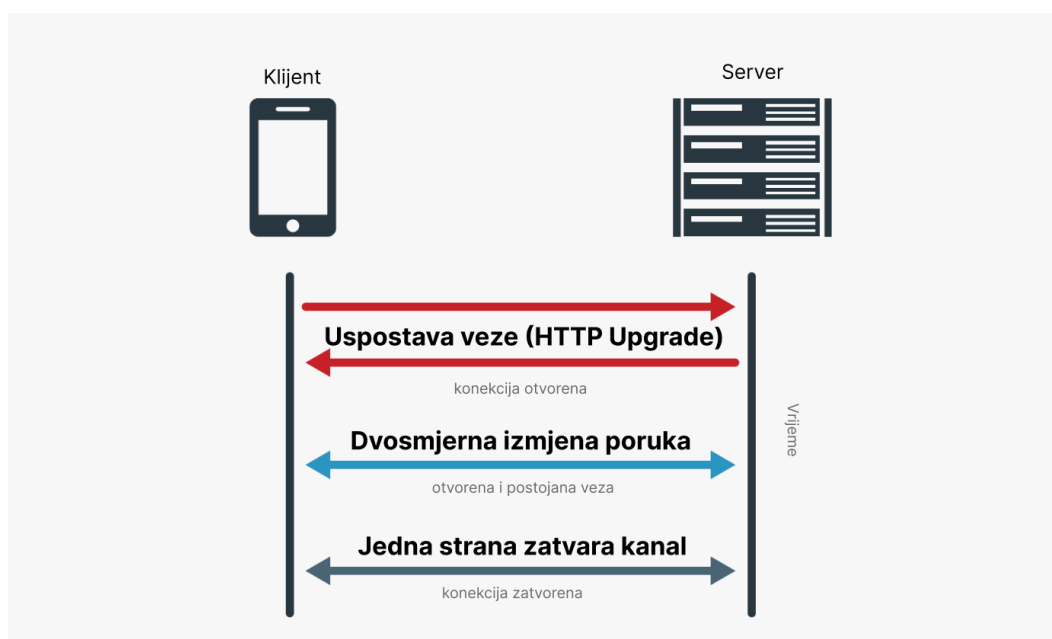 Klijent
Server
Uspostava veze (HTTP Upgrade)
konekcija otvorena
Vrijeme
Dvosmjerna izmjena poruka
otvorena i postojana veza
Jedna strana zatvara kanal
konekcija zatvorena